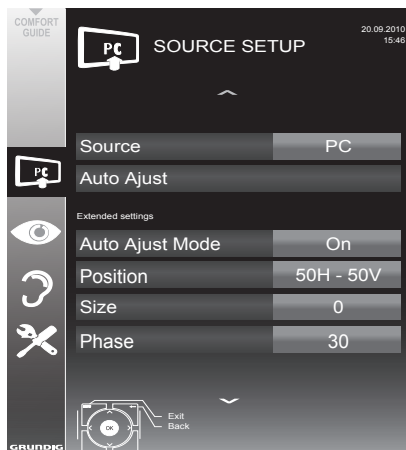 COMFORT
GUIDE
PC
SOURCE SETUP
20.09.2010
15:46
Source PC
PC
Auto Ajust
Extended settings
Auto Ajust Mode On
Position 50H - 50V
Size 0
Phase 30
OK
Exit
Back
GRUNDIG